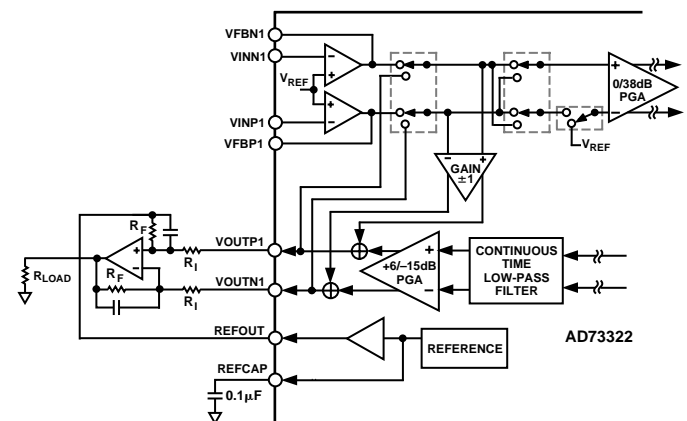 VFBN1
VINN1
VREF
VINP1
VFBP1
0/38dB
PGA
VREF
GAIN
±1
RF
VOUTP1
RI
RLOAD
RF
VOUTN1
RI
+6/–15dB
PGA
CONTINUOUS
TIME
LOW-PASS
FILTER
REFOUT
REFERENCE
AD73322
REFCAP
0.1μF